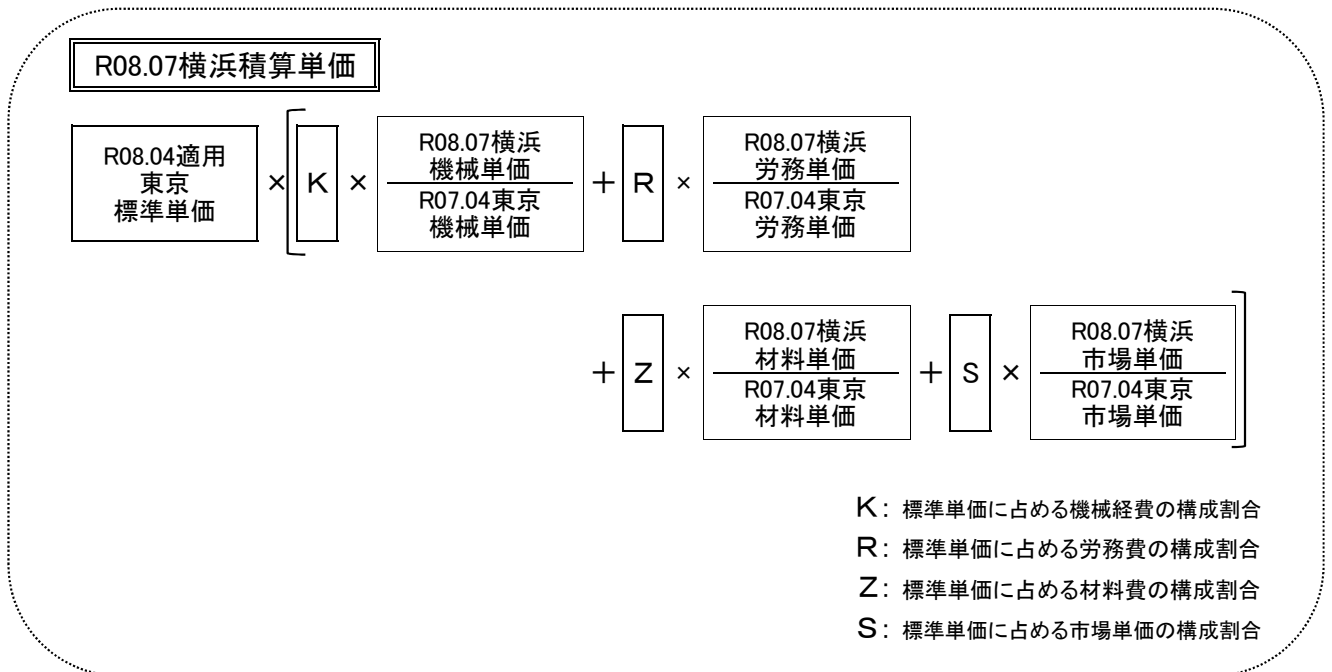 R08.07横浜積算単価
R08.04適用
東京
標準単価
×
K
×
R08.07横浜
機械単価
R07.04東京
機械単価
＋
R
×
R08.07横浜
労務単価
R07.04東京
労務単価
＋
Z
×
R08.07横浜
材料単価
R07.04東京
材料単価
＋
S
×
R08.07横浜
市場単価
R07.04東京
市場単価
K：標準単価に占める機械経費の構成割合
R：標準単価に占める労務費の構成割合
Z：標準単価に占める材料費の構成割合
S：標準単価に占める市場単価の構成割合